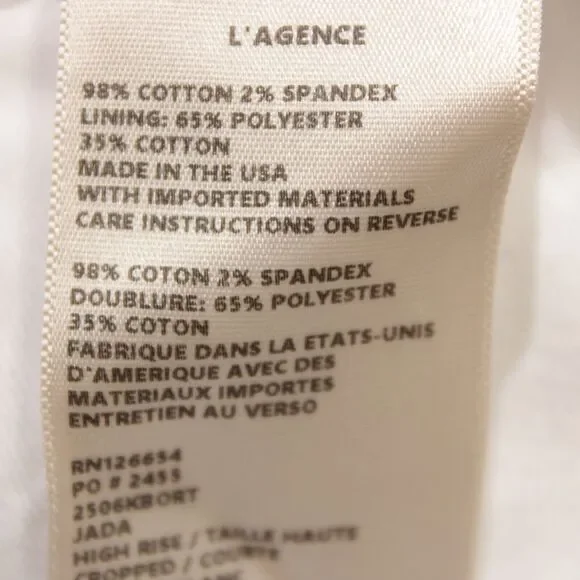 L'AGENCE
98% COTTON 2% SPANDEX
LINING: 65% POLYESTER
35% COTTON
MADE IN THE USA
WITH IMPORTED MATERIALS
CARE INSTRUCTIONS ON REVERSE
98% COTON 2% SPANDEX
DOUBLURE: 65% POLYESTER
35% COTON
FABRIQUE DANS LA ETATS-UNIS
D'AMERIQUE AVEC DES
MATERIAUX IMPORTES
ENTRETIEN AU VERSO
RN126654
PO # 2455
2506KBORT
JADA
HIGH RISE / TAILLE HAUTE
CROPPED / COURTE